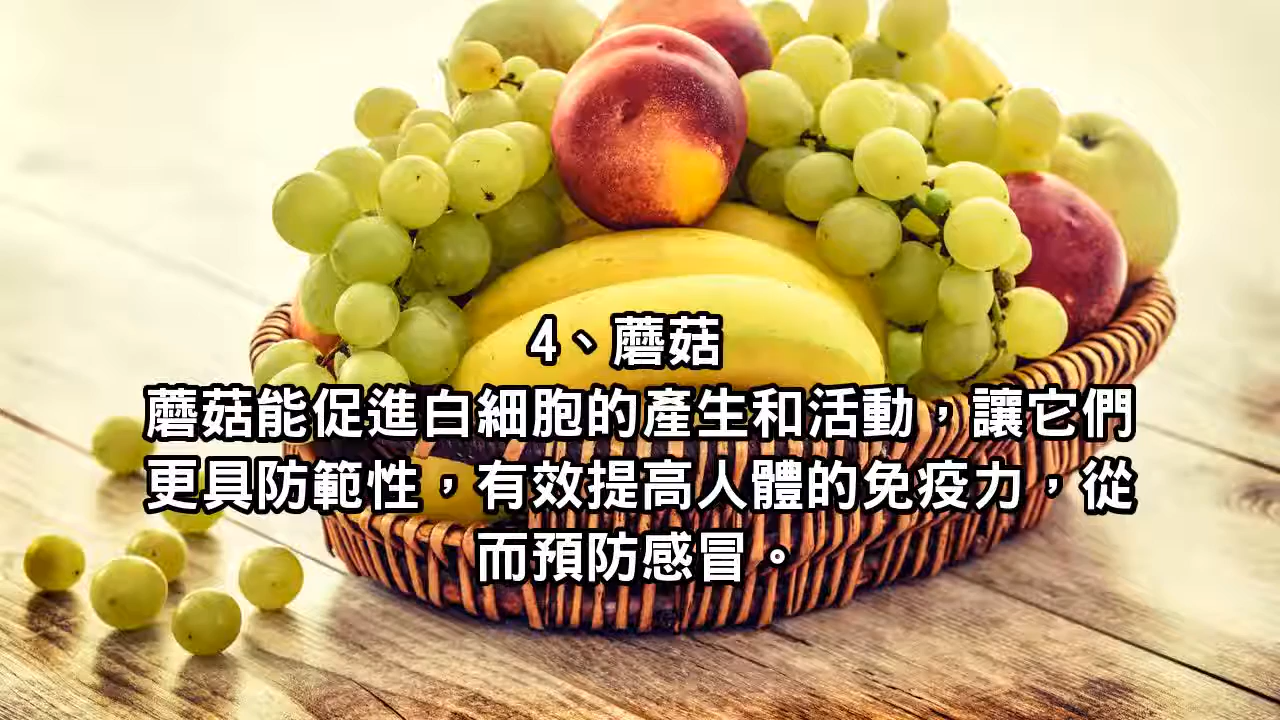 4、蘑菇
蘑菇能促進白細胞的產生和活動，讓它們
更具防範性，有效提高人體的免疫力，從
而預防感冒。